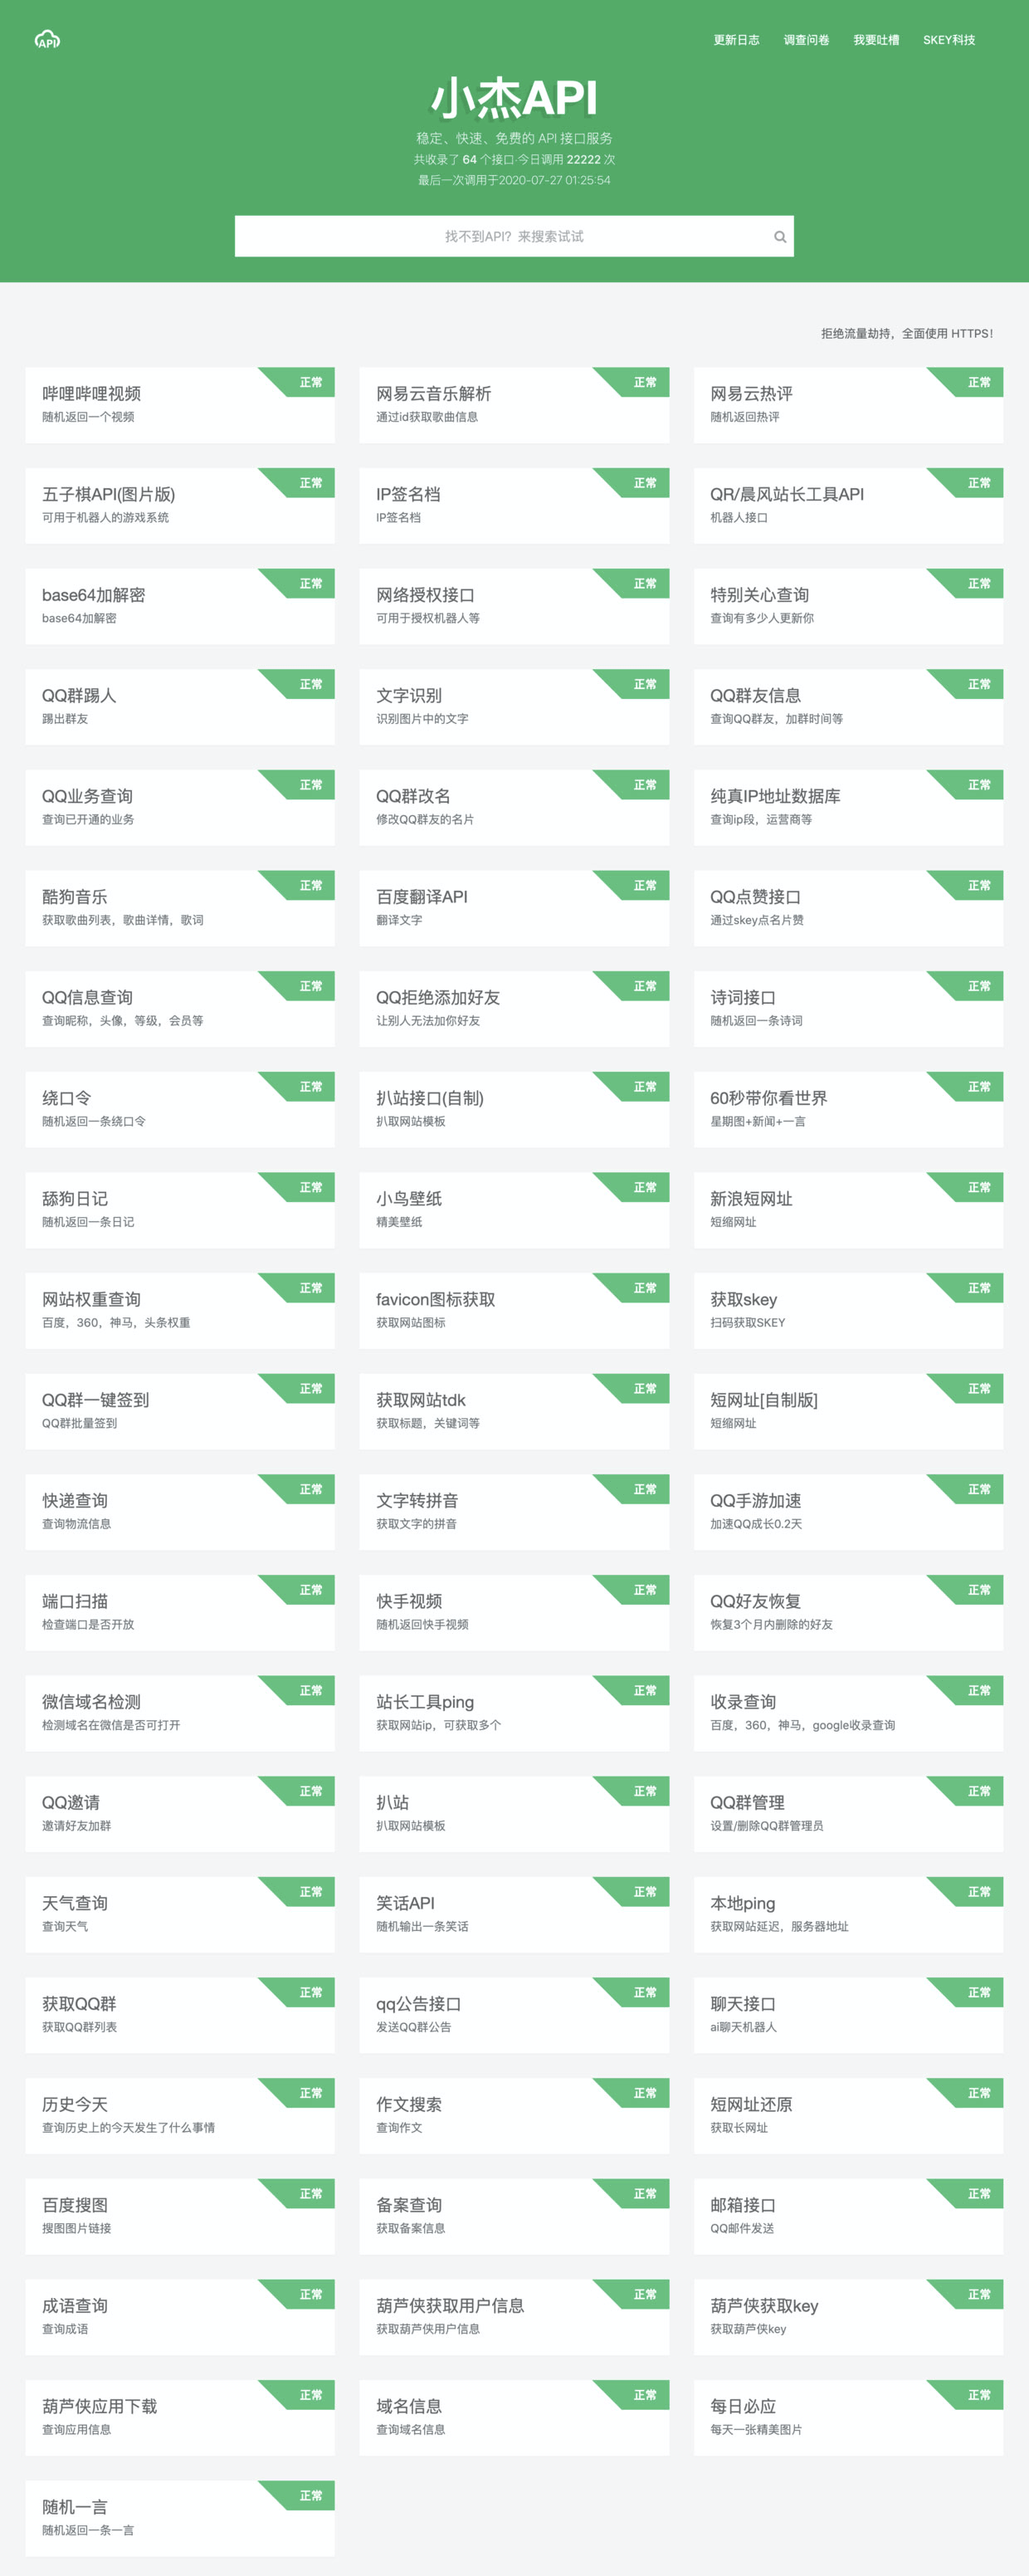 API
更新日志 调查问卷 我要吐槽 SKEY科技
小杰API
稳定、快速、免费的 API 接口服务
共收录了 64 个接口·今日调用 22222 次
最后一次调用于2020-07-27 01:25:54
找不到API? 来搜索试试
拒绝流量劫持，全面使用 HTTPS!
哔哩哔哩视频 正常
随机返回一个视频
网易云音乐解析 正常
通过id获取歌曲信息
网易云热评 正常
随机返回热评
五子棋API(图片版) 正常
可用于机器人的游戏系统
IP签名档 正常
IP签名档
QR/晨风站长工具API 正常
机器人接口
base64加解密 正常
base64加解密
网络授权接口 正常
可用于授权机器人等
特别关心查询 正常
查询有多少人更新你
QQ群踢人 正常
踢出群友
文字识别 正常
识别图片中的文字
QQ群友信息 正常
查询QQ群友，加群时间等
QQ业务查询 正常
查询已开通的业务
QQ群改名 正常
修改QQ群友的名片
纯真IP地址数据库 正常
查询ip段，运营商等
酷狗音乐 正常
获取歌曲列表，歌曲详情，歌词
百度翻译API 正常
翻译文字
QQ点赞接口 正常
通过skey点名片赞
QQ信息查询 正常
查询昵称，头像，等级，会员等
QQ拒绝添加好友 正常
让别人无法加你好友
诗词接口 正常
随机返回一条诗词
绕口令 正常
随机返回一条绕口令
扒站接口(自制) 正常
扒取网站模板
60秒带你看世界 正常
星期图+新闻+一言
舔狗日记 正常
随机返回一条日记
小鸟壁纸 正常
精美壁纸
新浪短网址 正常
短缩网址
网站权重查询 正常
百度，360，神马，头条权重
favicon图标获取 正常
获取网站图标
获取skey 正常
扫码获取SKEY
QQ群一键签到 正常
QQ群批量签到
获取网站tdk 正常
获取标题，关键词等
短网址[自制版] 正常
短缩网址
快递查询 正常
查询物流信息
文字转拼音 正常
获取文字的拼音
QQ手游加速 正常
加速QQ成长0.2天
端口扫描 正常
检查端口是否开放
快手视频 正常
随机返回快手视频
QQ好友恢复 正常
恢复3个月内删除的好友
微信域名检测 正常
检测域名在微信是否可打开
站长工具ping 正常
获取网站ip，可获取多个
收录查询 正常
百度，360，神马，google收录查询
QQ邀请 正常
邀请好友加群
扒站 正常
扒取网站模板
QQ群管理 正常
设置/删除QQ群管理员
天气查询 正常
查询天气
笑话API 正常
随机输出一条笑话
本地ping 正常
获取网站延迟，服务器地址
获取QQ群 正常
获取QQ群列表
qq公告接口 正常
发送QQ群公告
聊天接口 正常
ai聊天机器人
历史今天 正常
查询历史上的今天发生了什么事情
作文搜索 正常
查询作文
短网址还原 正常
获取长网址
百度搜图 正常
搜图图片链接
备案查询 正常
获取备案信息
邮箱接口 正常
QQ邮件发送
成语查询 正常
查询成语
葫芦侠获取用户信息 正常
获取葫芦侠用户信息
葫芦侠获取key 正常
获取葫芦侠key
葫芦侠应用下载 正常
查询应用信息
域名信息 正常
查询域名信息
每日必应 正常
每天一张精美图片
随机一言 正常
随机返回一条一言